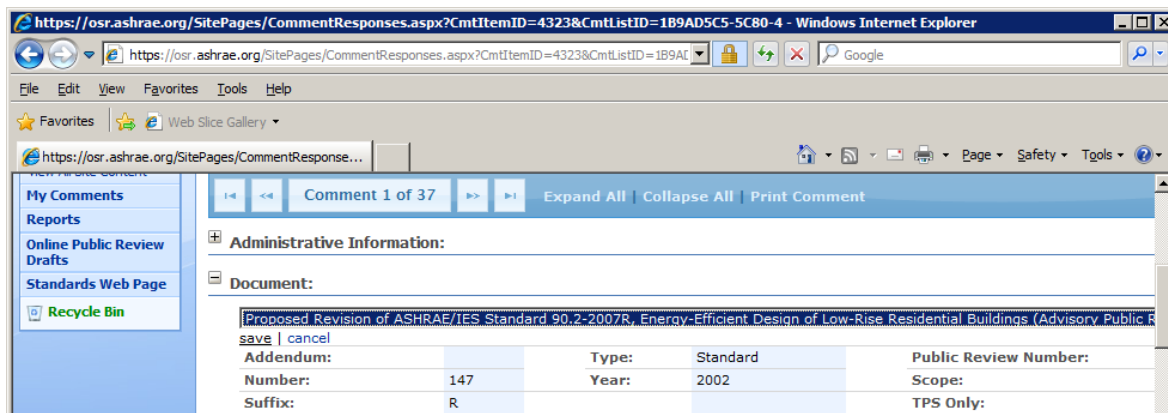 https://osr.ashrae.org/SitePages/CommentResponses.aspx?CmtItemID=4323&CmtListID=1B9AD5C5-5C80-4 - Windows Internet Explorer
https://osr.ashrae.org/SitePages/CommentResponses.aspx?CmtItemID=4323&CmtListID=1B9AD
Google
File Edit View Favorites Tools Help
Favorites Web Slice Gallery
https://osr.ashrae.org/SitePages/CommentResponse...
Page Safety Tools
View All Site Content
My Comments
Reports
Online Public Review
Drafts
Standards Web Page
Recycle Bin
Comment 1 of 37 Expand All | Collapse All | Print Comment
Administrative Information:
Document:
Proposed Revision of ASHRAE/IES Standard 90.2-2007R, Energy-Efficient Design of Low-Rise Residential Buildings (Advisory Public R
save | cancel
Addendum: Type: Standard Public Review Number:
Number: 147 Year: 2002 Scope:
Suffix: R TPS Only: